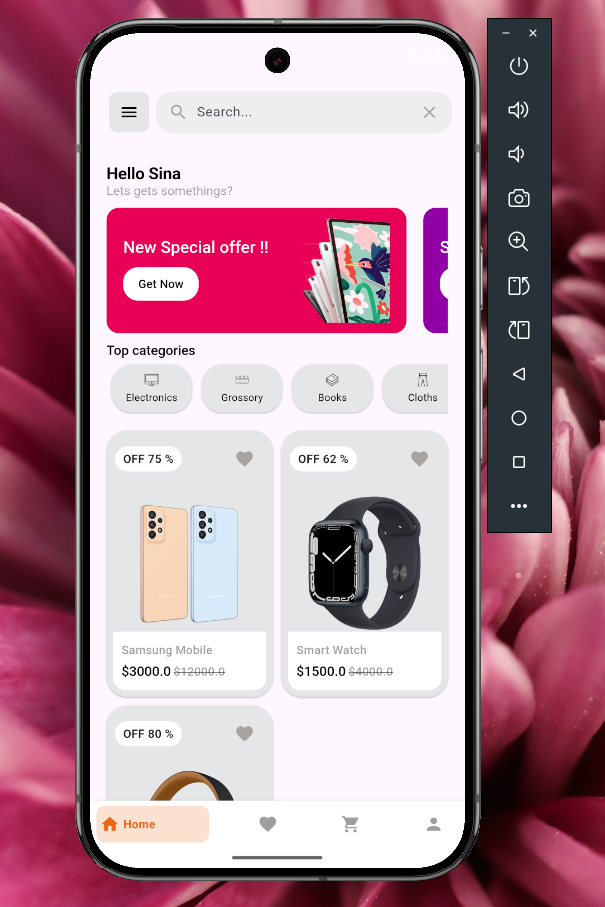 Search...
Hello Sina
Lets gets somethings?
New Special offer !!
S
Get Now
Top categories
Electronics
Grossory
Books
Cloths
OFF 75 %
OFF 62 %
Samsung Mobile
$3000.0 $12000.0
Smart Watch
$1500.0 $4000.0
OFF 80 %
Home